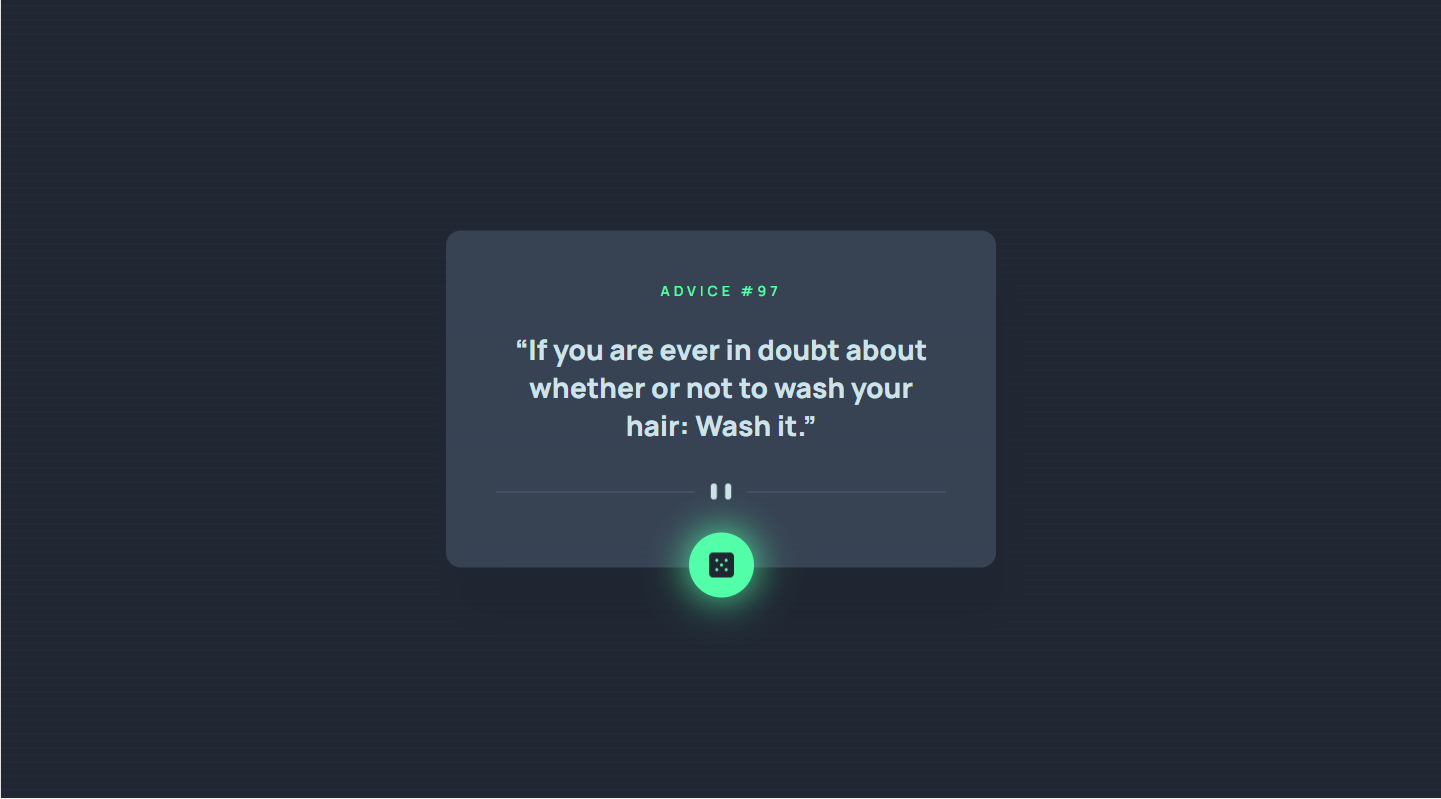 ADVICE #97
“If you are ever in doubt about
whether or not to wash your
hair: Wash it.”